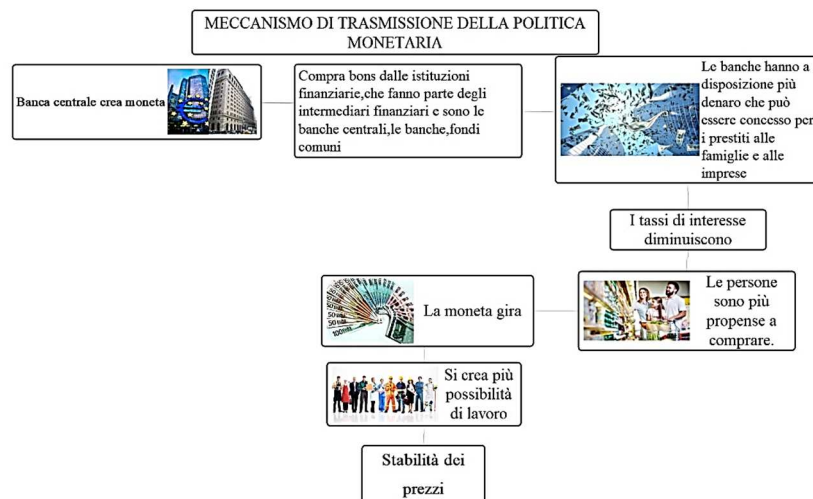 MECCANISMO DI TRASMISSIONE DELLA POLITICA
MONETARIA
Banca centrale crea moneta
Compra bons dalle istituzioni
finanziarie,che fanno parte degli
intermediari finanziari e sono le
banche centrali,le banche,fondi
comuni
Le banche hanno a
disposizione più
denaro che può
essere concesso per
i prestiti alle
famiglie e alle
imprese
I tassi di interesse
diminuiscono
Le persone
sono più
propense a
comprare.
La moneta gira
Si crea più
possibilità
di lavoro
Stabilità dei
prezzi